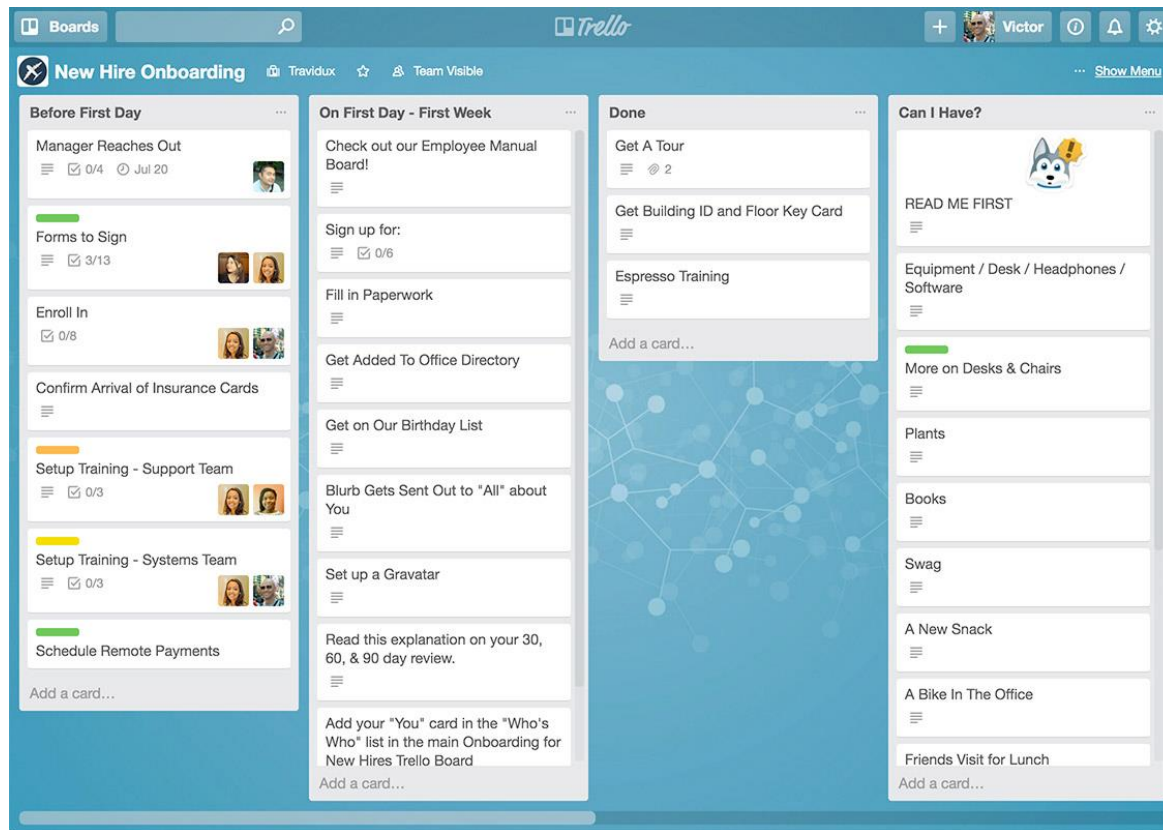 Boards
Trello
Victor
New Hire Onboarding
Travidux
Team Visible
Show Menu
Before First Day
Manager Reaches Out
0/4
Jul 20
Forms to Sign
3/13
Enroll In
0/8
Confirm Arrival of Insurance Cards
Setup Training - Support Team
0/3
Setup Training - Systems Team
0/3
Schedule Remote Payments
Add a card…
On First Day - First Week
Check out our Employee Manual
Board!
Sign up for:
0/6
Fill in Paperwork
Get Added To Office Directory
Get on Our Birthday List
Blurb Gets Sent Out to "All" about
You
Set up a Gravatar
Read this explanation on your 30,
60, & 90 day review.
Add your "You" card in the "Who's
Who" list in the main Onboarding for
New Hires Trello Board
Add a card…
Done
Get A Tour
2
Get Building ID and Floor Key Card
Espresso Training
Add a card…
Can I Have?
READ ME FIRST
Equipment / Desk / Headphones /
Software
More on Desks & Chairs
Plants
Books
Swag
A New Snack
A Bike In The Office
Friends Visit for Lunch
Add a card…